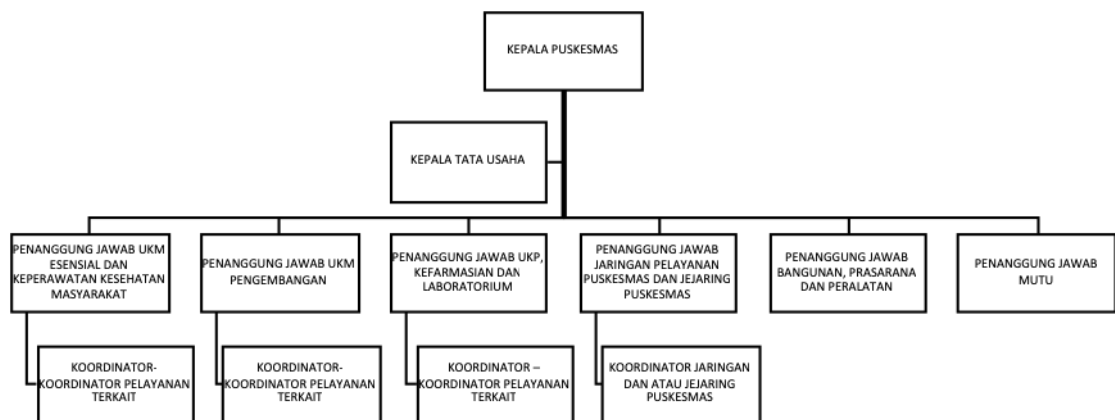 KEPALA PUSKESMAS
KEPALA TATA USAHA
PENANGGUNG JAWAB UKM
ESENSIAL DAN
KEPERAWATAN KESEHATAN
MASYARAKAT
PENANGGUNG JAWAB UKM
PENGEMBANGAN
PENANGGUNG JAWAB UKP,
KEFARMASIAN DAN
LABORATORIUM
PENANGGUNG JAWAB
JARINGAN PELAYANAN
PUSKESMAS DAN JEJARING
PUSKESMAS
PENANGGUNG JAWAB
BANGUNAN, PRASARANA
DAN PERALATAN
PENANGGUNG JAWAB
MUTU
KOORDINATOR-
KOORDINATOR PELAYANAN
TERKAIT
KOORDINATOR-
KOORDINATOR PELAYANAN
TERKAIT
KOORDINATOR –
KOORDINATOR PELAYANAN
TERKAIT
KOORDINATOR JARINGAN
DAN ATAU JEJARING
PUSKESMAS